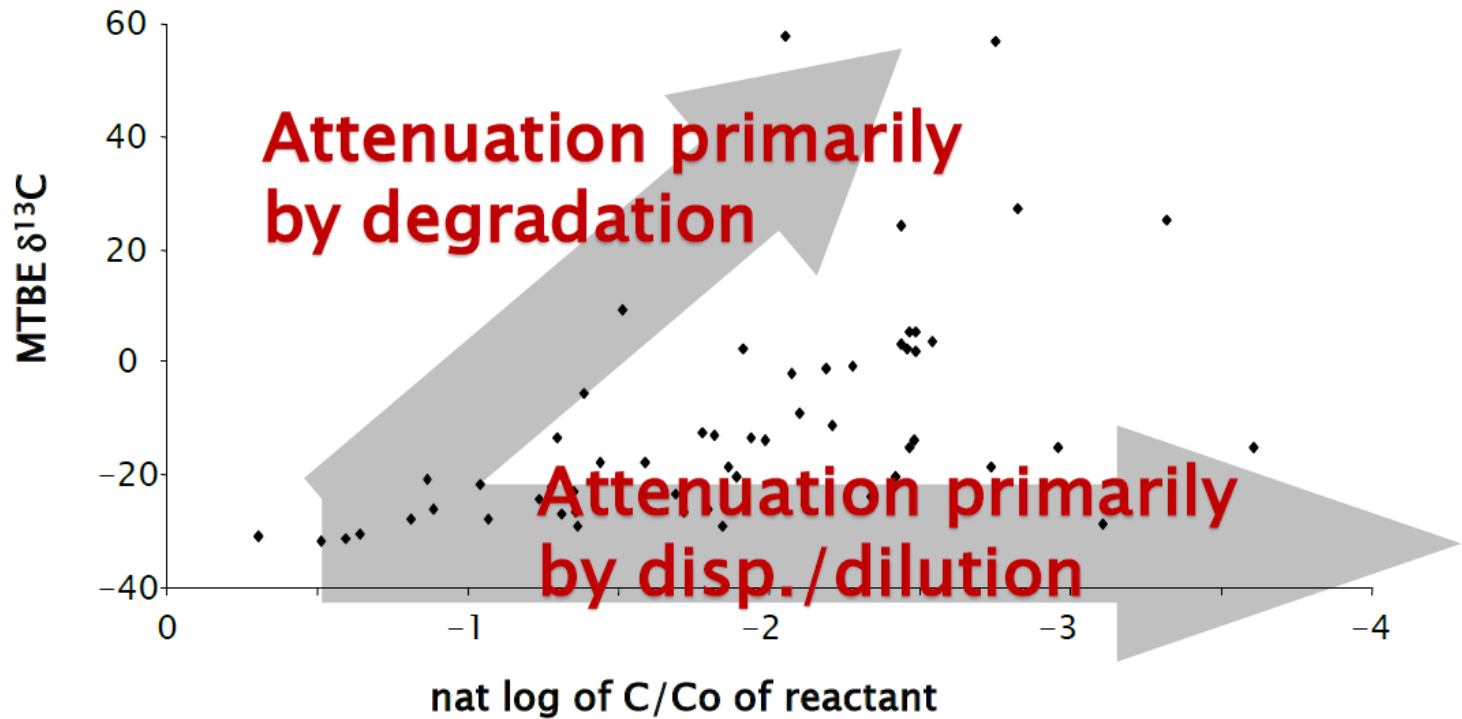 60
40
20
0
−20
−40
MTBE δ¹³C
Attenuation primarily
by degradation
Attenuation primarily
by disp./dilution
0
−1
−2
−3
−4
nat log of C/Co of reactant